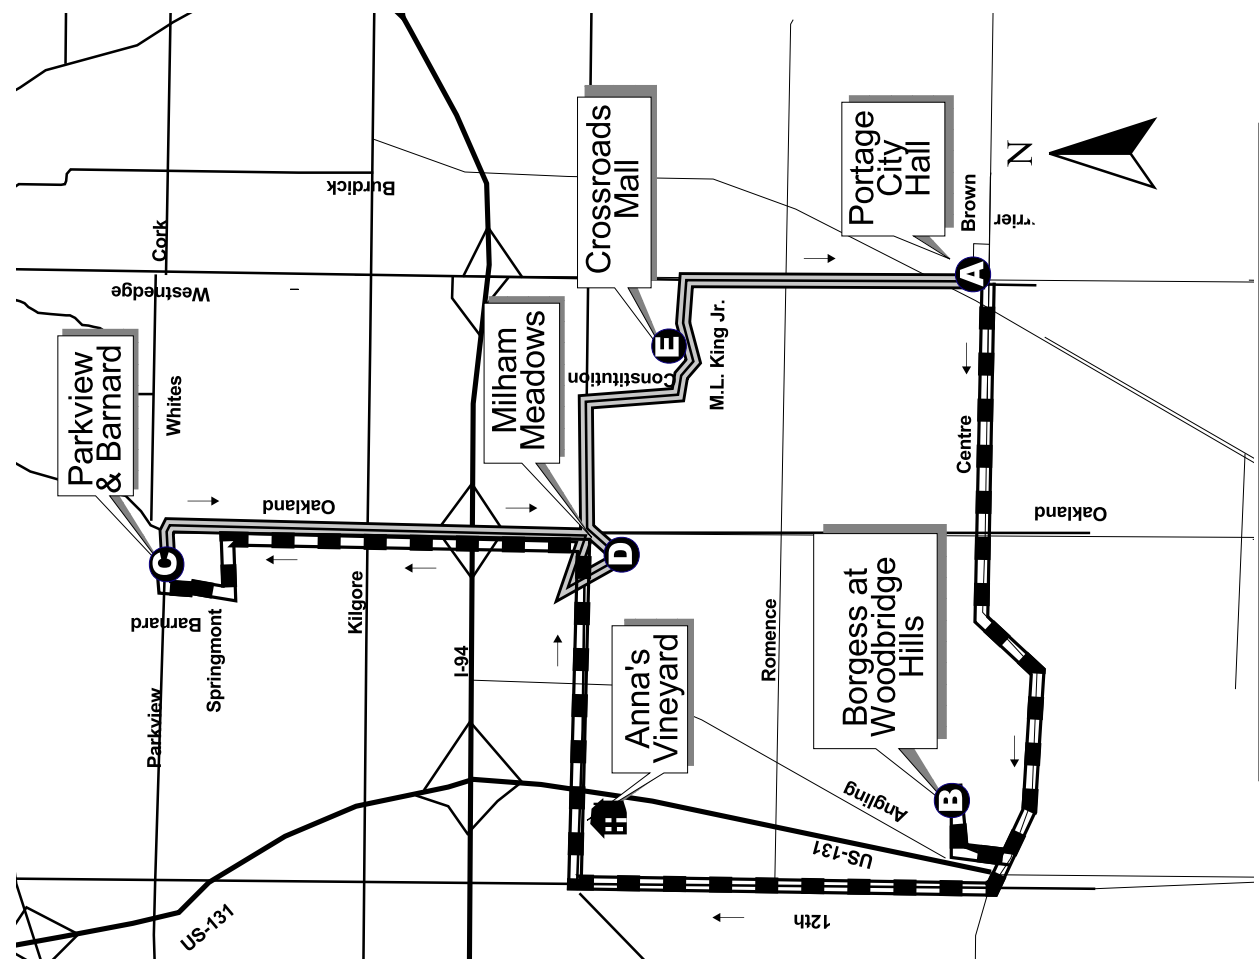 Parkview
& Barnard
Crossroads
Mall
Portage
City
Hall
Milham
Meadows
Anna's
Vineyard
Borgess at
Woodbridge
Hills
N
A
B
C
D
E
Cork
Westnedge
Burdick
Brown
Whites
Constitution
M.L. King Jr.
Centre
Oakland
Oakland
Kilgore
Barnard
Springmont
Parkview
I-94
Romence
Angling
US-131
US-131
12th